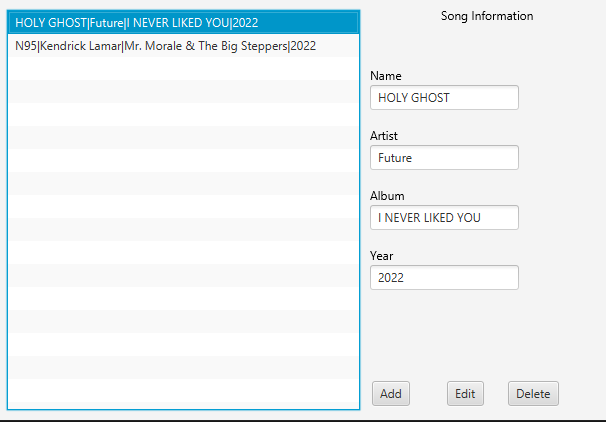 HOLY GHOST|Future|I NEVER LIKED YOU|2022
N95|Kendrick Lamar|Mr. Morale & The Big Steppers|2022
Song Information
Name
HOLY GHOST
Artist
Future
Album
I NEVER LIKED YOU
Year
2022
Add Edit Delete